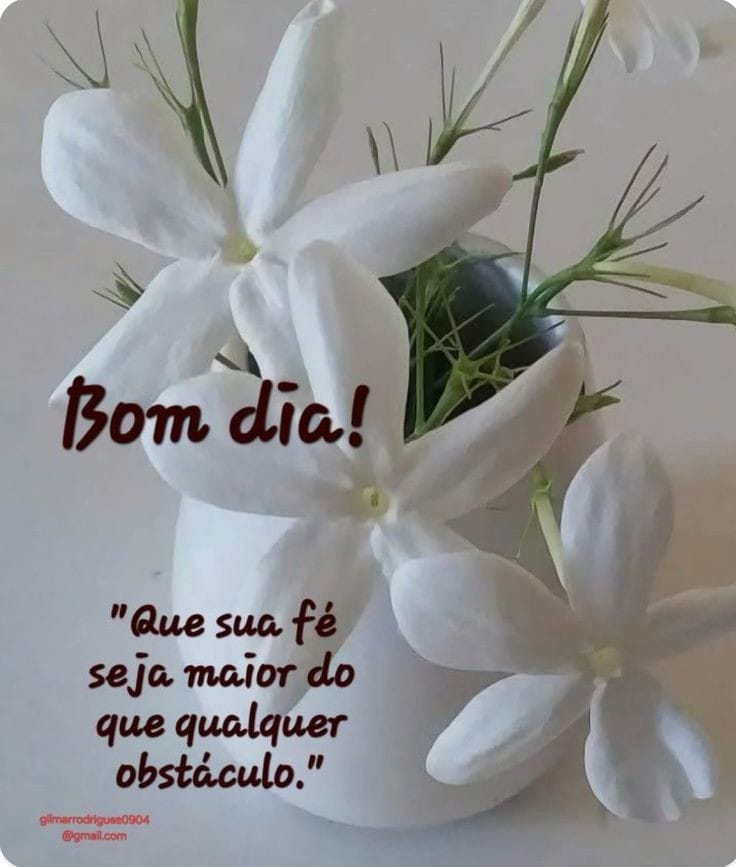 Bom dia!
"Que sua fé
seja maior do
que qualquer
obstáculo."
gilmarrodrigues0904
@gmail.com